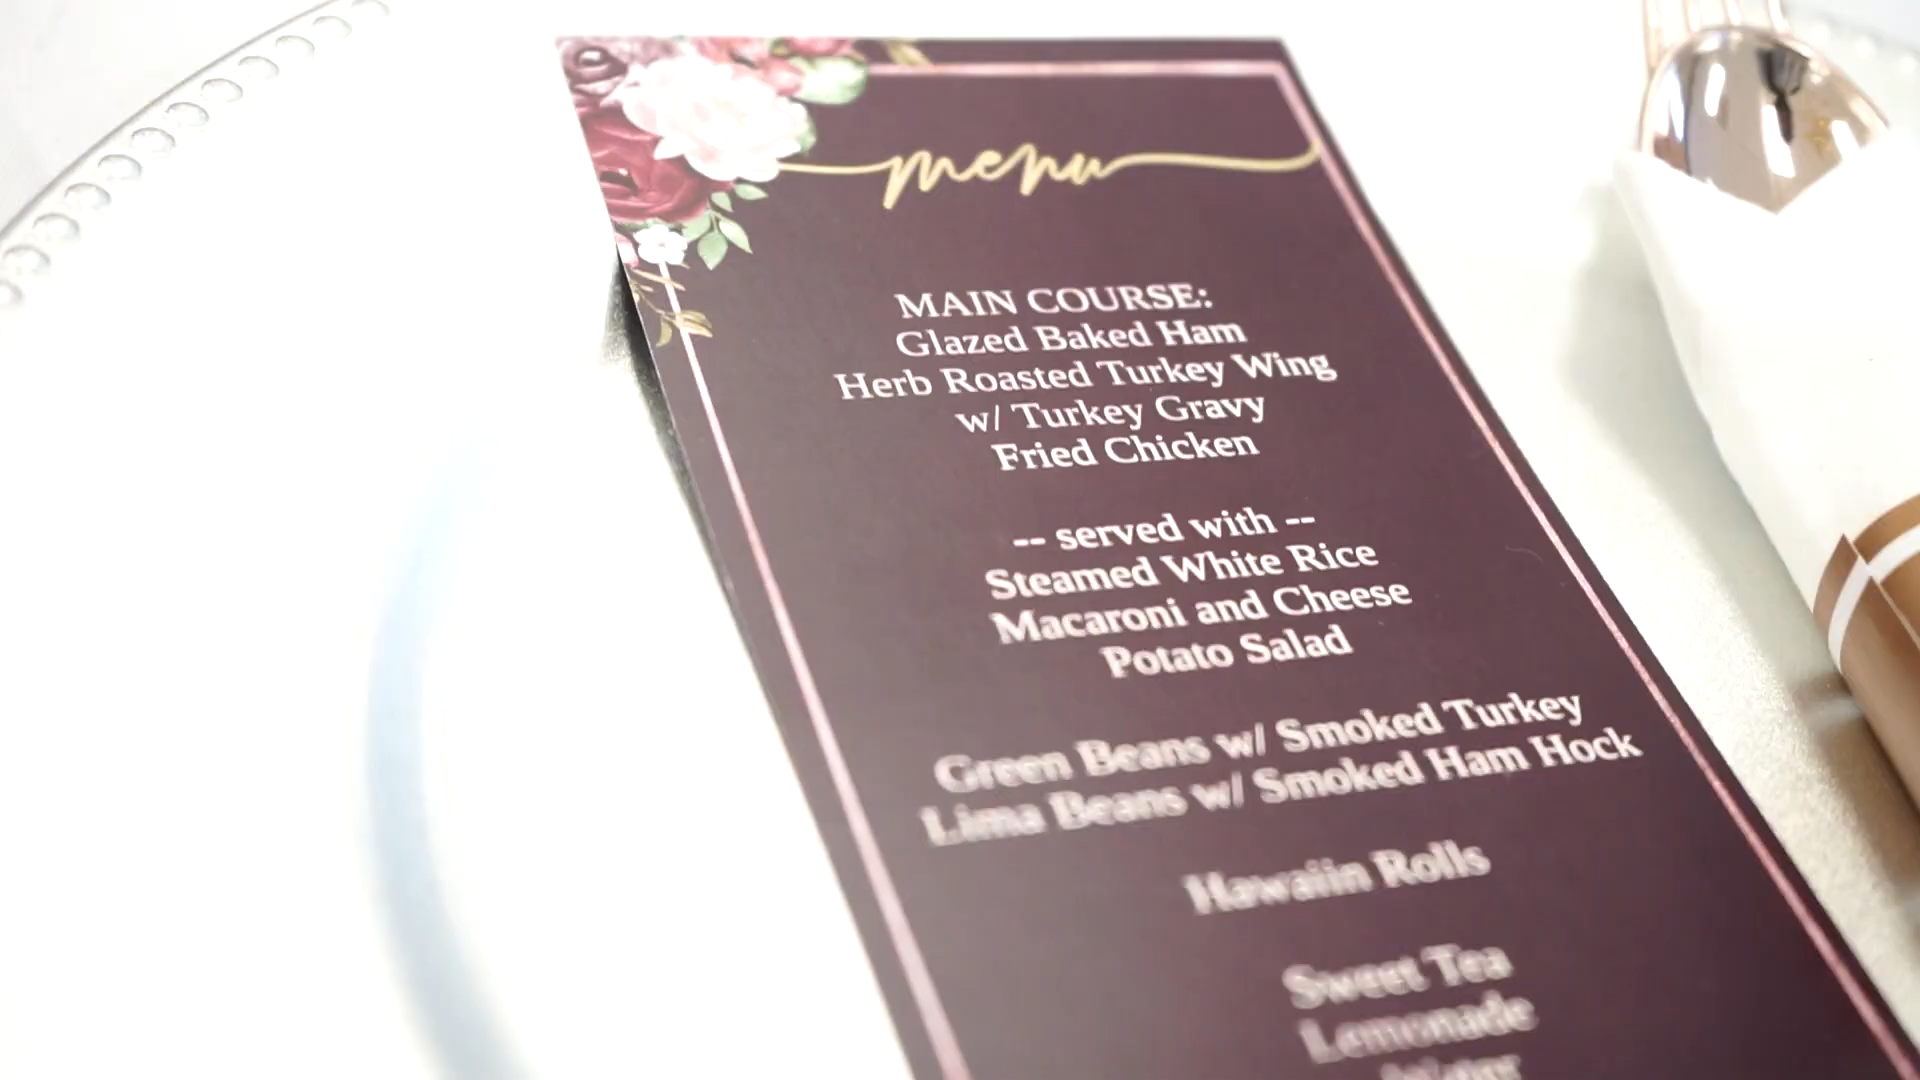 menu
MAIN COURSE:
Glazed Baked Ham
Herb Roasted Turkey Wing
w/ Turkey Gravy
Fried Chicken
-- served with --
Steamed White Rice
Macaroni and Cheese
Potato Salad
Green Beans w/ Smoked Turkey
Lima Beans w/ Smoked Ham Hock
Hawaiin Rolls
Sweet Tea
Lemonade